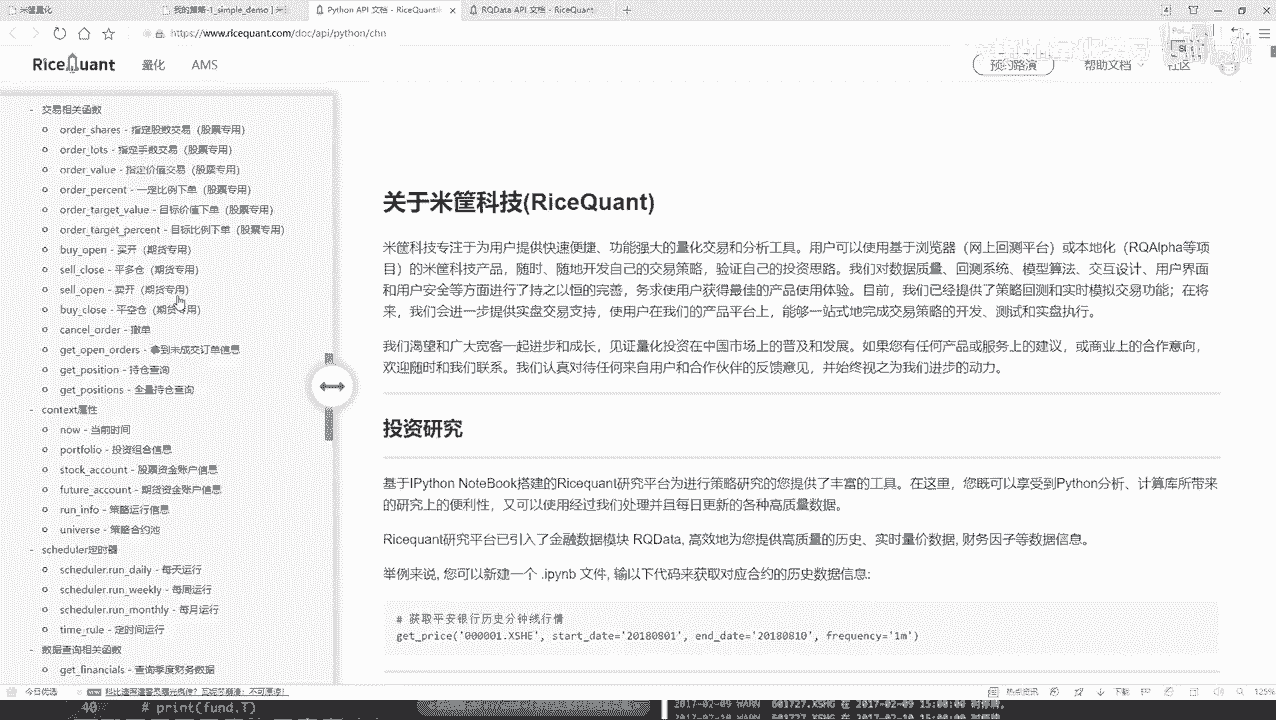 米筐量化
我的策略-1_simple_demo | 米
Python API 文档 - RiceQuant
RQData API 文档 - RiceQuant
https://www.ricequant.com/doc/api/python/chn
RiceQuant 量化 AMS 预约路演 帮助文档 社区
- 交易相关函数
order_shares - 指定股数交易（股票专用）
order_lots - 指定手数交易（股票专用）
order_value - 指定价值交易（股票专用）
order_percent - 一定比例下单（股票专用）
order_target_value - 目标价值下单（股票专用）
order_target_percent - 目标比例下单（股票专用）
buy_open - 买开（期货专用）
sell_close - 平多仓（期货专用）
sell_open - 卖开（期货专用）
buy_close - 平空仓（期货专用）
cancel_order - 撤单
get_open_orders - 拿到未成交订单信息
get_position - 持仓查询
get_positions - 全量持仓查询
- context属性
now - 当前时间
portfolio - 投资组合信息
stock_account - 股票资金账户信息
future_account - 期货资金账户信息
run_info - 策略运行信息
universe - 策略合约池
- scheduler定时器
scheduler.run_daily - 每天运行
scheduler.run_weekly - 每周运行
scheduler.run_monthly - 每月运行
time_rule - 定时间运行
- 数据查询相关函数
get_financials - 查询季度财务数据
关于米筐科技(RiceQuant)
米筐科技专注于为用户提供快速便捷、功能强大的量化交易和分析工具。用户可以使用基于浏览器（网上回测平台）或本地化（RQAlpha等项
目）的米筐科技产品，随时、随地开发自己的交易策略，验证自己的投资思路。我们对数据质量、回测系统、模型算法、交互设计、用户界面
和用户安全等方面进行了持之以恒的完善，务求使用户获得最佳的产品使用体验。目前，我们已经提供了策略回测和实时模拟交易功能；在将
来，我们会进一步提供实盘交易支持，使用户在我们的产品平台上，能够一站式地完成交易策略的开发、测试和实盘执行。
我们渴望和广大宽客一起进步和成长，见证量化投资在中国市场上的普及和发展。如果您有任何产品或服务上的建议，或商业上的合作意向，
欢迎随时和我们联系。我们认真对待任何来自用户和合作伙伴的反馈意见，并始终视之为我们进步的动力。
投资研究
基于IPython NoteBook搭建的Ricequant研究平台为进行策略研究的您提供了丰富的工具。在这里，您既可以享受到Python分析、计算库所带来
的研究上的便利性，又可以使用经过我们处理并且每日更新的各种高质量数据。
Ricequant研究平台已引入了金融数据模块 RQData, 高效地为您提供高质量的历史、实时量价数据, 财务因子等数据信息。
举例来说, 您可以新建一个 .ipynb 文件, 输以下代码来获取对应合约的历史数据信息:
# 获取平安银行历史分钟线行情
get_price('000001.XSHE', start_date='20180801', end_date='20180810', frequency='1m')
今日优选
热点资讯
下载
125%
40 # print(fund.T)
2017-02-09 WARN 601727.XSHG 在 2017-02-09 15:00:00 时停牌，